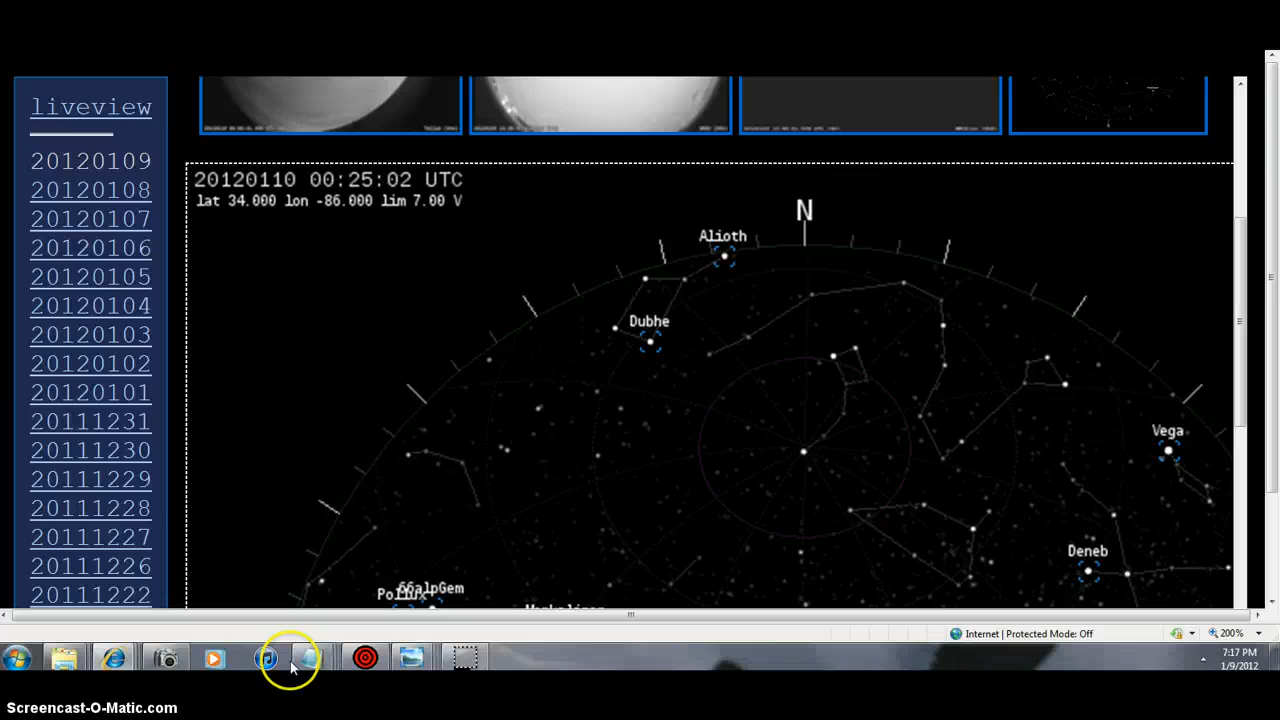 liveview
20120109
20120108
20120107
20120106
20120105
20120104
20120103
20120102
20120101
20111231
20111230
20111229
20111228
20111227
20111226
20111222
20120110 00:25:02 UTC
lat 34.000 lon -86.000 lim 7.00 V
N
Alioth
Dubhe
Vega
Deneb
Internet | Protected Mode: Off
200%
7:17 PM
1/9/2012
Screencast-O-Matic.com